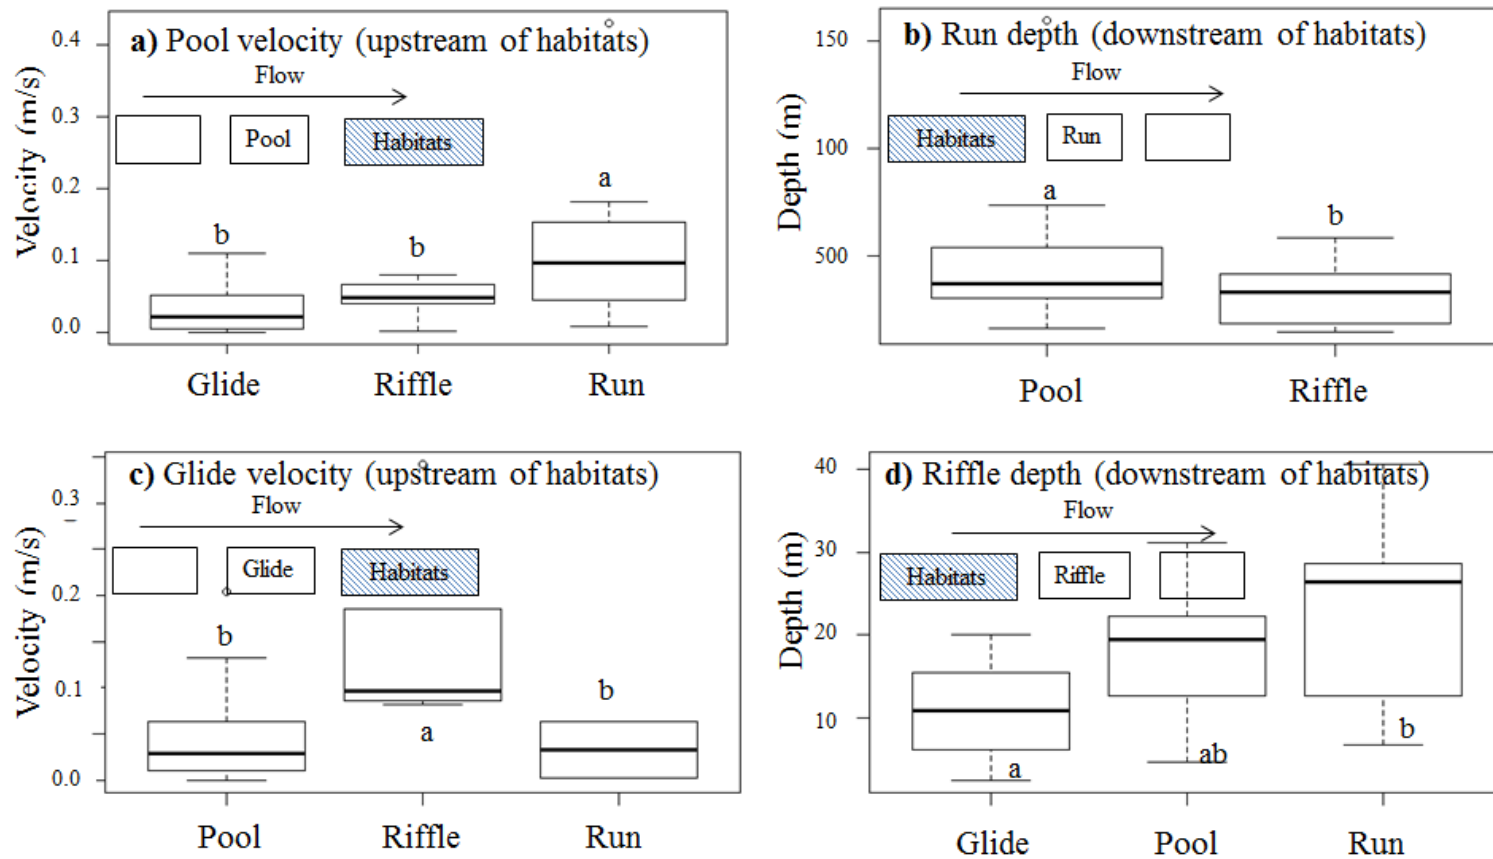 a) Pool velocity (upstream of habitats)
Flow
Pool
Habitats
Velocity (m/s)
0.4
0.3
0.2
0.1
0.0
b
b
a
Glide
Riffle
Run
b) Run depth (downstream of habitats)
Flow
Habitats
Run
Depth (m)
150
100
500
a
b
Pool
Riffle
c) Glide velocity (upstream of habitats)
Flow
Glide
Habitats
Velocity (m/s)
0.3
0.2
0.1
0.0
b
a
b
Pool
Riffle
Run
d) Riffle depth (downstream of habitats)
Flow
Habitats
Riffle
Depth (m)
40
30
20
10
a
ab
b
Glide
Pool
Run